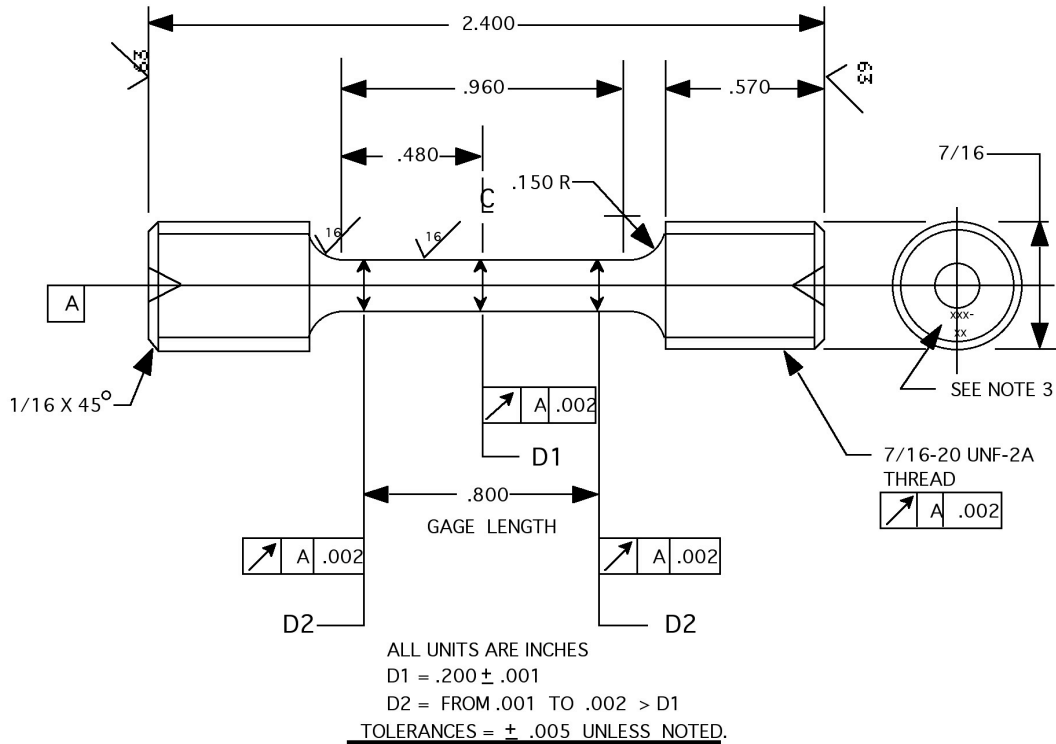 2.400
63
.960
.570
63
.480
7/16
.150 R
C
16
16
A
xxx-
xx
1/16 X 45°
SEE NOTE 3
A .002
D1
7/16-20 UNF-2A
THREAD
A .002
.800
GAGE LENGTH
A .002
A .002
D2
D2
ALL UNITS ARE INCHES
D1 = .200 ± .001
D2 = FROM .001 TO .002 > D1
TOLERANCES = ± .005 UNLESS NOTED.